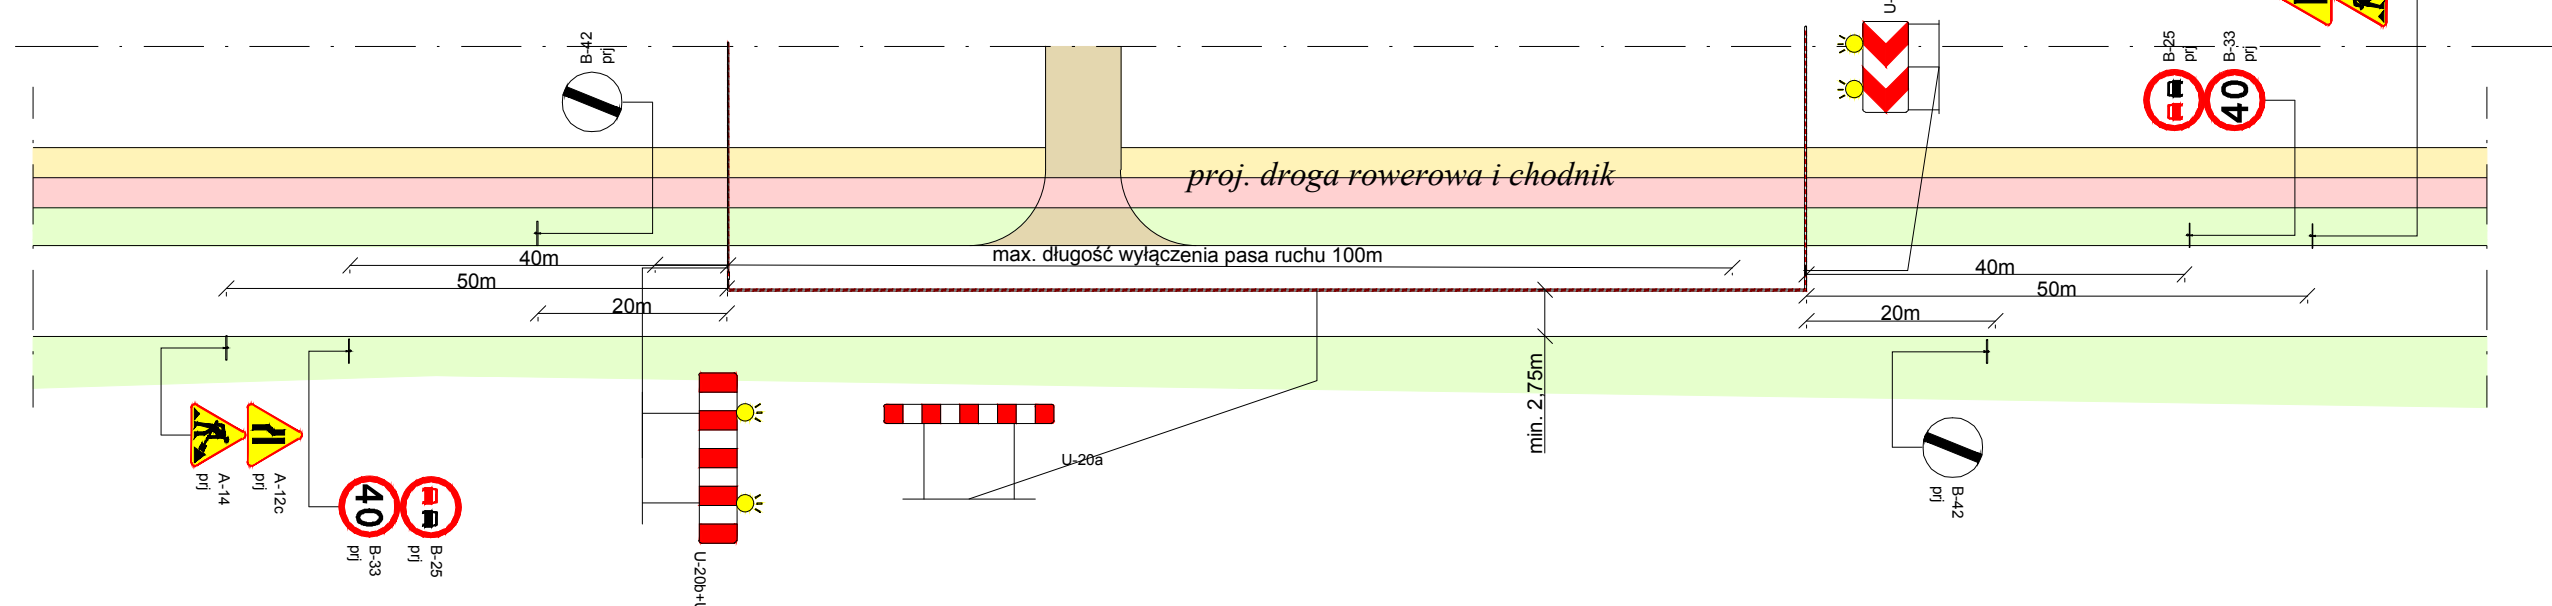 B-42
prj
U-
B-25
prj
B-33
prj
40
proj. droga rowerowa i chodnik
max. długość wyłączenia pasa ruchu 100m
40m
50m
20m
40m
50m
20m
min. 2,75m
U-20a
A-14
prj
A-12c
prj
40
B-33
prj
B-25
prj
U-20b+
B-42
prj